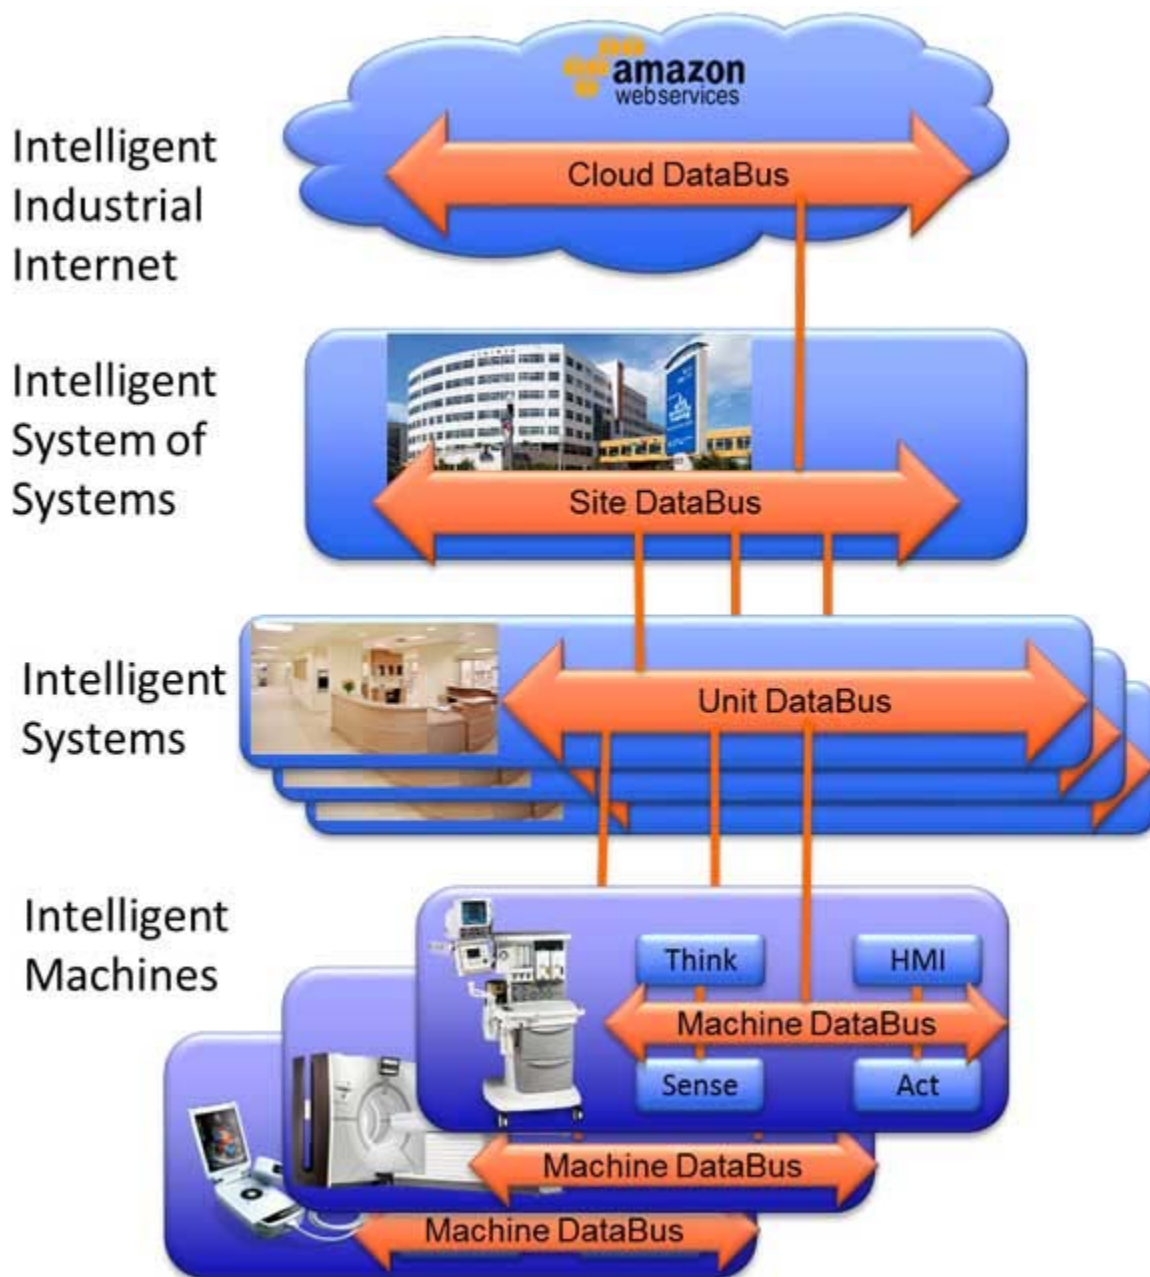 amazon
webservices
Intelligent
Industrial
Internet
Cloud DataBus
Intelligent
System of
Systems
Site DataBus
Intelligent
Systems
Unit DataBus
Intelligent
Machines
Think
HMI
Machine DataBus
Sense
Act
Machine DataBus
Machine DataBus